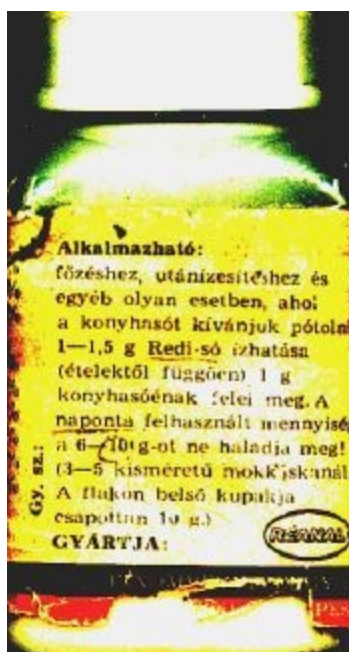 Alkalmazható:
főzéshez, utánízesítéshez és
egyéb olyan esetben, ahol
a konyhasót kívánjuk pótolni
1—1,5 g Redi-só ízhatása
(ételektől függően) 1 g
konyhasóénak felel meg. A
naponta felhasznált mennyiség
a 6—10 g-ot ne haladja meg!
(3—5 kisméretű mokkáskanál
A flakon belső kupakja
csapottan 10 g.)
GYÁRTJA:
REANAL
Gy. sz.: